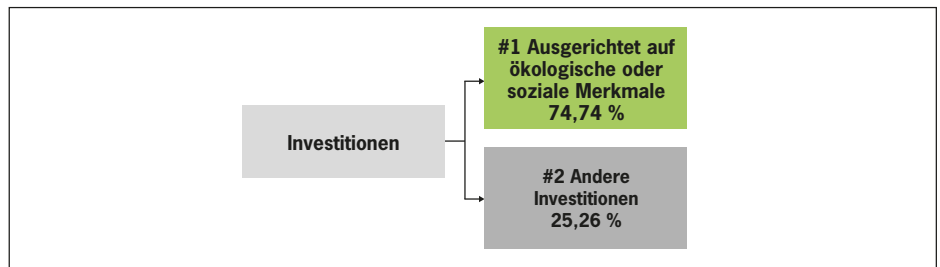 #1 Ausgerichtet auf
ökologische oder
soziale Merkmale
74,74 %
Investitionen
#2 Andere
Investitionen
25,26 %